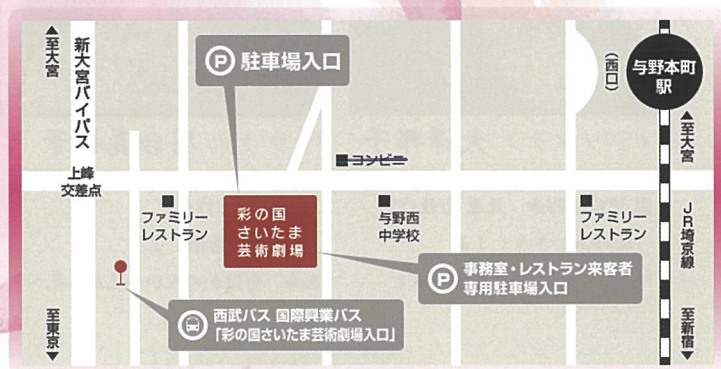 ▲至大宮
新大宮バイパス
上峰
交差点
至東京▼
P 駐車場入口
コンビニ
(西口)
与野本町
駅
▲至大宮
JR埼京線
至新宿▼
ファミリー
レストラン
彩の国
さいたま
芸術劇場
与野西
中学校
ファミリー
レストラン
P 事務室・レストラン来客者
専用駐車場入口
西武バス 国際興業バス
「彩の国さいたま芸術劇場入口」